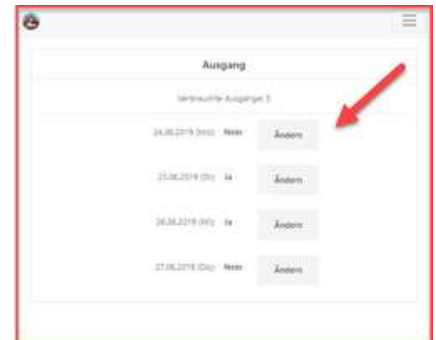 Ausgang
Verbrauchte Ausgänge: 5
24.06.2019 (Mo): Nein Ändern
25.06.2019 (Di): Ja Ändern
26.06.2019 (Mi): Ja Ändern
27.06.2019 (Do): Nein Ändern